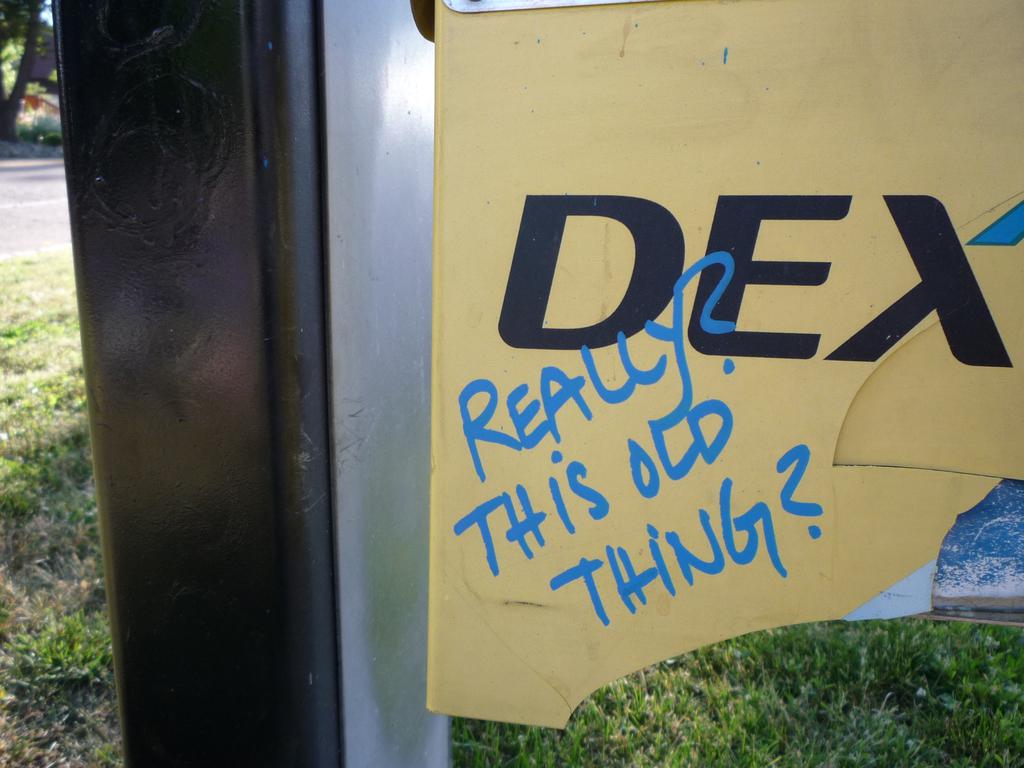 DEX
REALLY?
THIS OLD
THING?